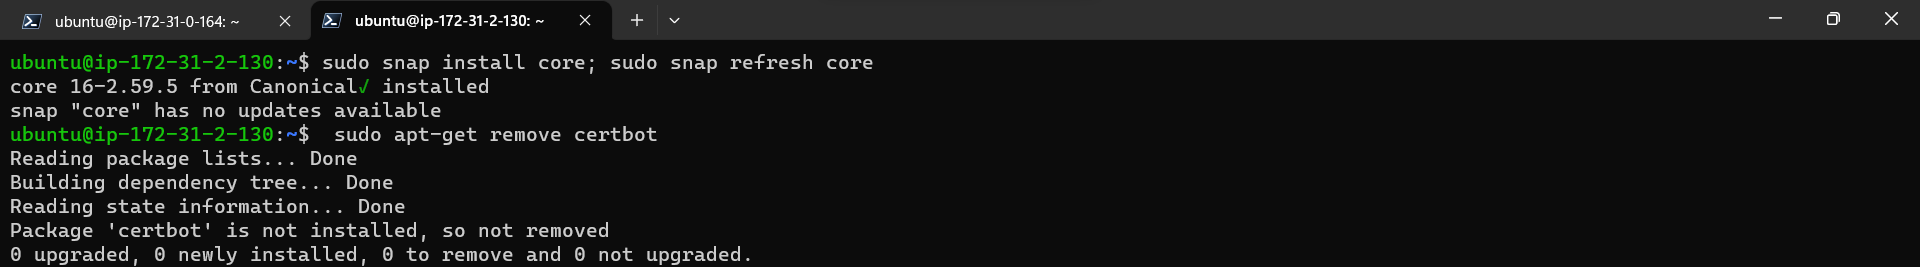 ubuntu@ip-172-31-0-164: ~
ubuntu@ip-172-31-2-130: ~
ubuntu@ip-172-31-2-130:~$ sudo snap install core; sudo snap refresh core
core 16-2.59.5 from Canonical✓ installed
snap "core" has no updates available
ubuntu@ip-172-31-2-130:~$  sudo apt-get remove certbot
Reading package lists... Done
Building dependency tree... Done
Reading state information... Done
Package 'certbot' is not installed, so not removed
0 upgraded, 0 newly installed, 0 to remove and 0 not upgraded.